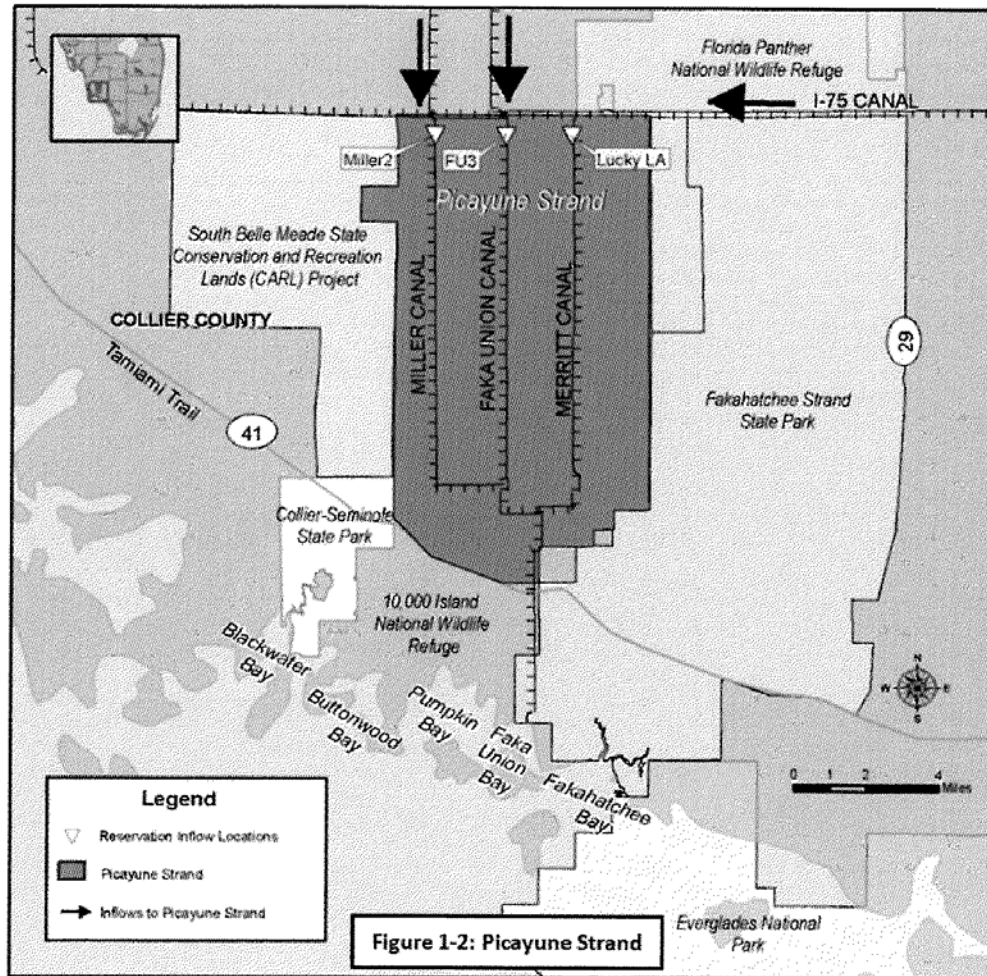 Florida Panther
National Wildlife Refuge
I-75 CANAL
Miller2
FU3
Lucky LA
Picayune Strand
South Belle Meade State
Conservation and Recreation
Lands (CARL) Project
MILLER CANAL
FAKA UNION CANAL
MERRITT CANAL
COLLIER COUNTY
Tamiami Trail
29
41
Fakahatchee Strand
State Park
Collier-Seminole
State Park
10,000 Island
National Wildlife
Refuge
Blackwater
Bay
Buttonwood
Bay
Pumpkin
Bay
Faka
Union
Bay
Fakahatchee
Bay
N
W
E
S
0 1 2 4
Miles
Legend
Reservation Inflow Locations
Picayune Strand
Inflows to Picayune Strand
Everglades National
Park
Figure 1-2: Picayune Strand